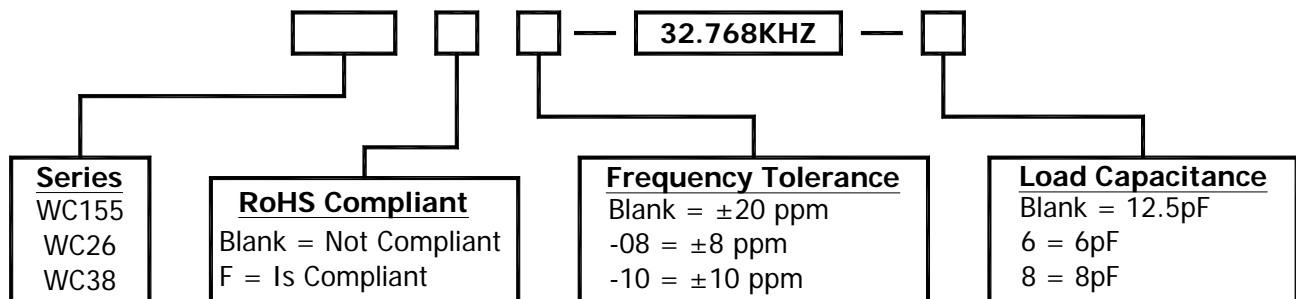 32.768KHZ
Series
WC155
WC26
WC38
RoHS Compliant
Blank = Not Compliant
F = Is Compliant
Frequency Tolerance
Blank = ±20 ppm
-08 = ±8 ppm
-10 = ±10 ppm
Load Capacitance
Blank = 12.5pF
6 = 6pF
8 = 8pF